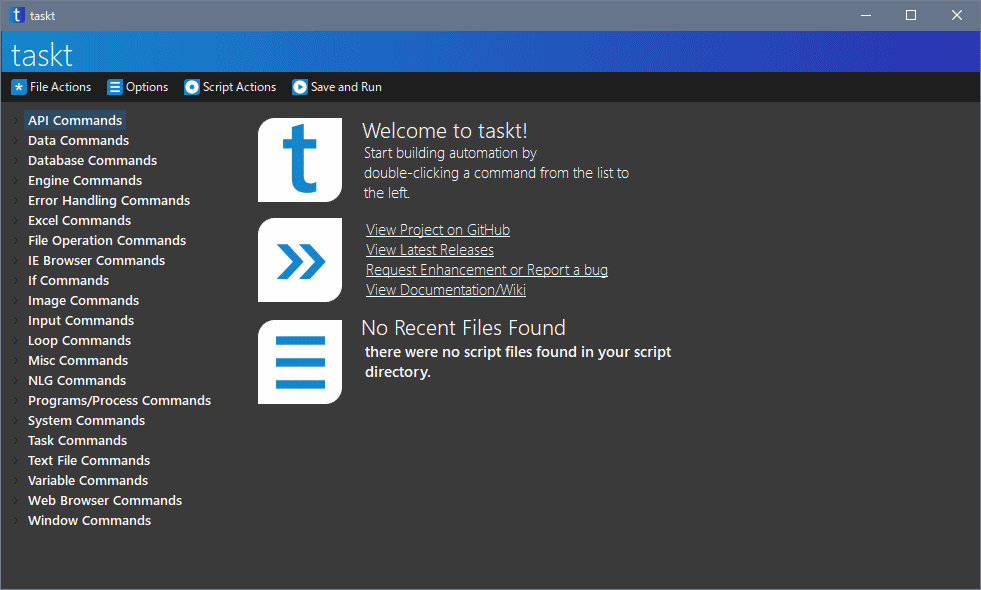 taskt
taskt
File Actions Options Script Actions Save and Run
API Commands
Data Commands
Database Commands
Engine Commands
Error Handling Commands
Excel Commands
File Operation Commands
IE Browser Commands
If Commands
Image Commands
Input Commands
Loop Commands
Misc Commands
NLG Commands
Programs/Process Commands
System Commands
Task Commands
Text File Commands
Variable Commands
Web Browser Commands
Window Commands
t
Welcome to taskt!
Start building automation by
double-clicking a command from the list to
the left.
View Project on GitHub
View Latest Releases
Request Enhancement or Report a bug
View Documentation/Wiki
No Recent Files Found
there were no script files found in your script
directory.